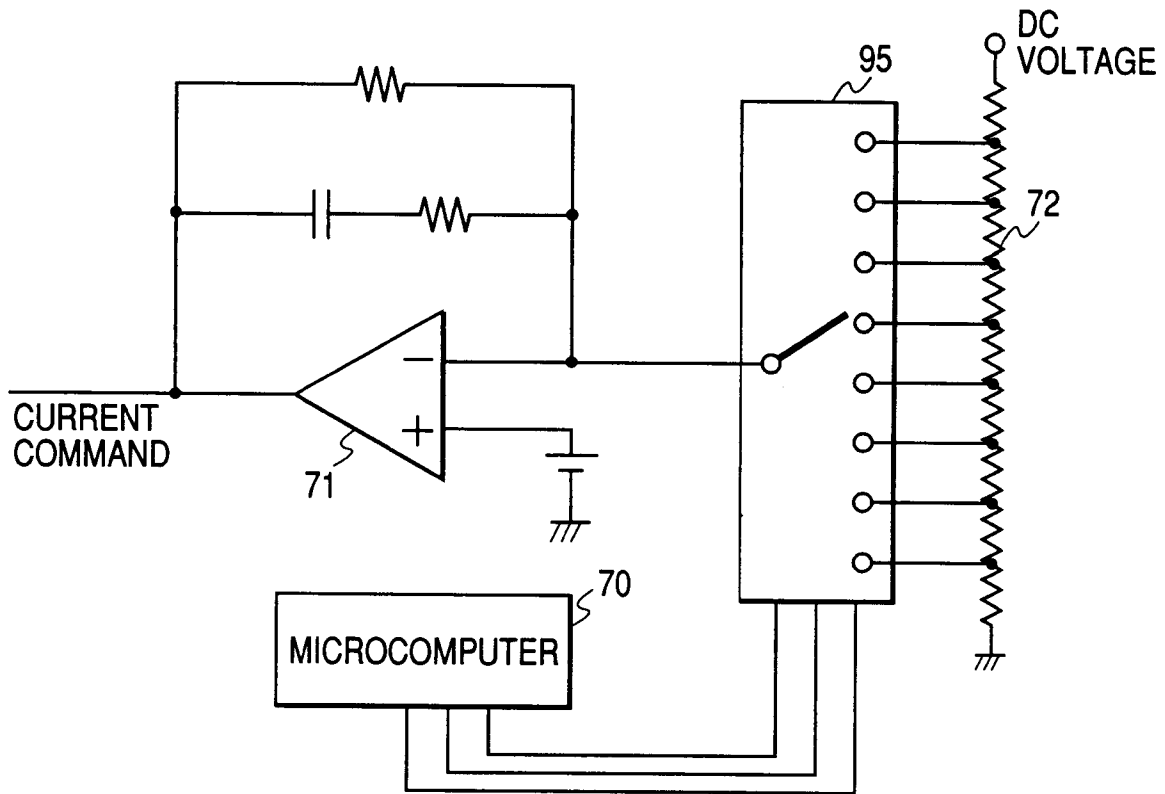 DC
VOLTAGE
95
72
−
+
CURRENT
COMMAND
71
70
MICROCOMPUTER